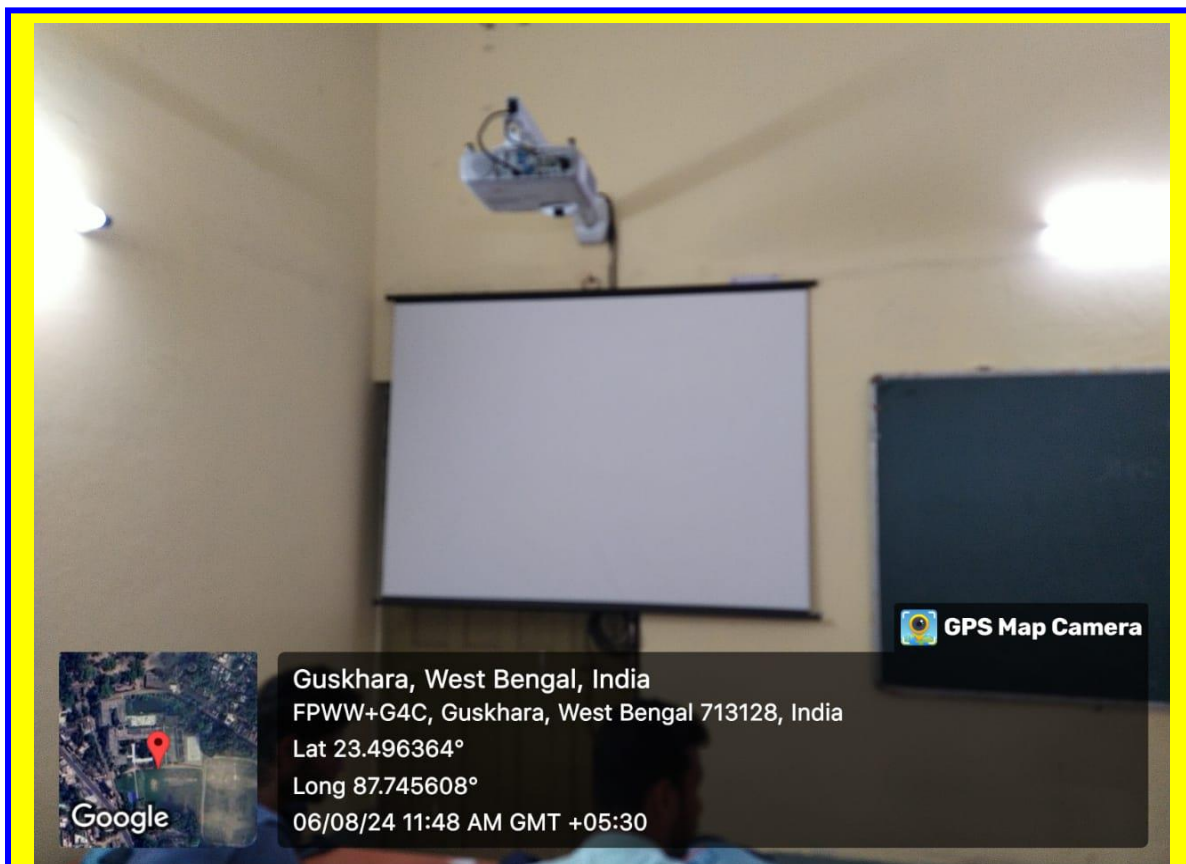 GPS Map Camera
Guskhara, West Bengal, India
FPWW+G4C, Guskhara, West Bengal 713128, India
Lat 23.496364°
Long 87.745608°
06/08/24 11:48 AM GMT +05:30
Google